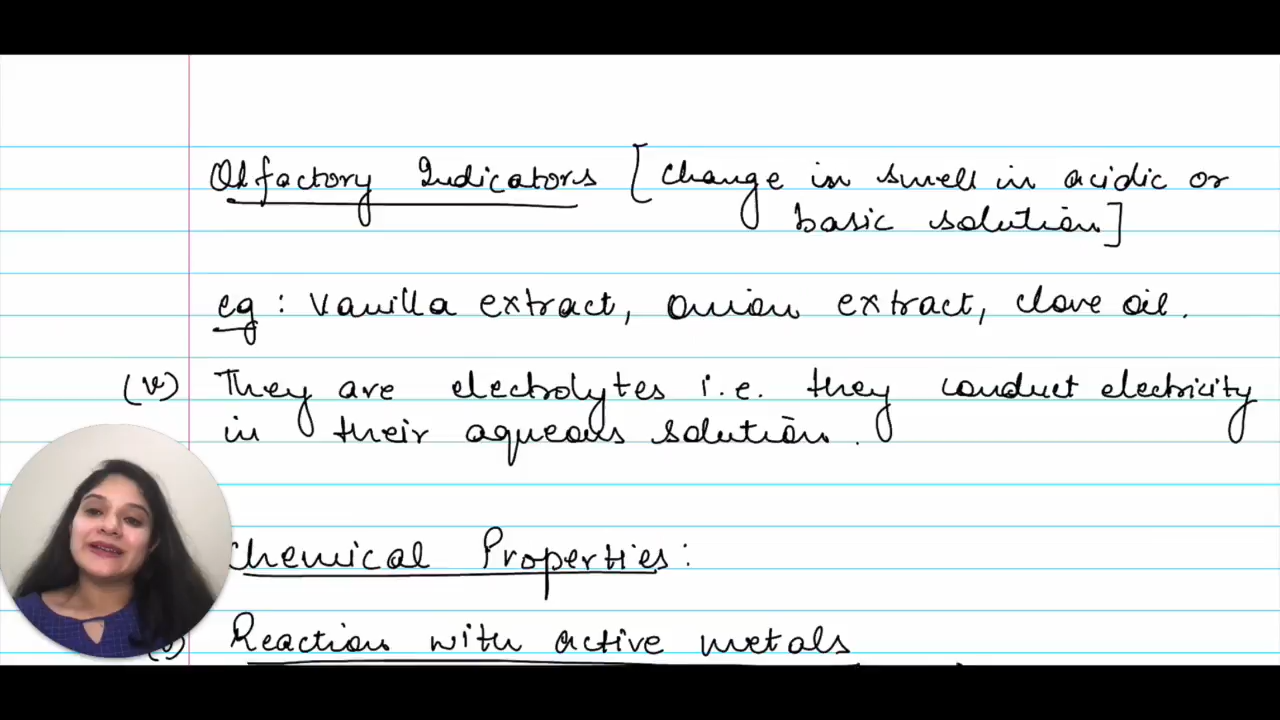 Olfactory Indicators [change in smell in acidic or
basic solution]
eg : Vanilla extract, onion extract, clove oil.
(v) They are electrolytes i.e. they conduct electricity
in their aqueous solution.
Chemical Properties:
Reaction with active metals